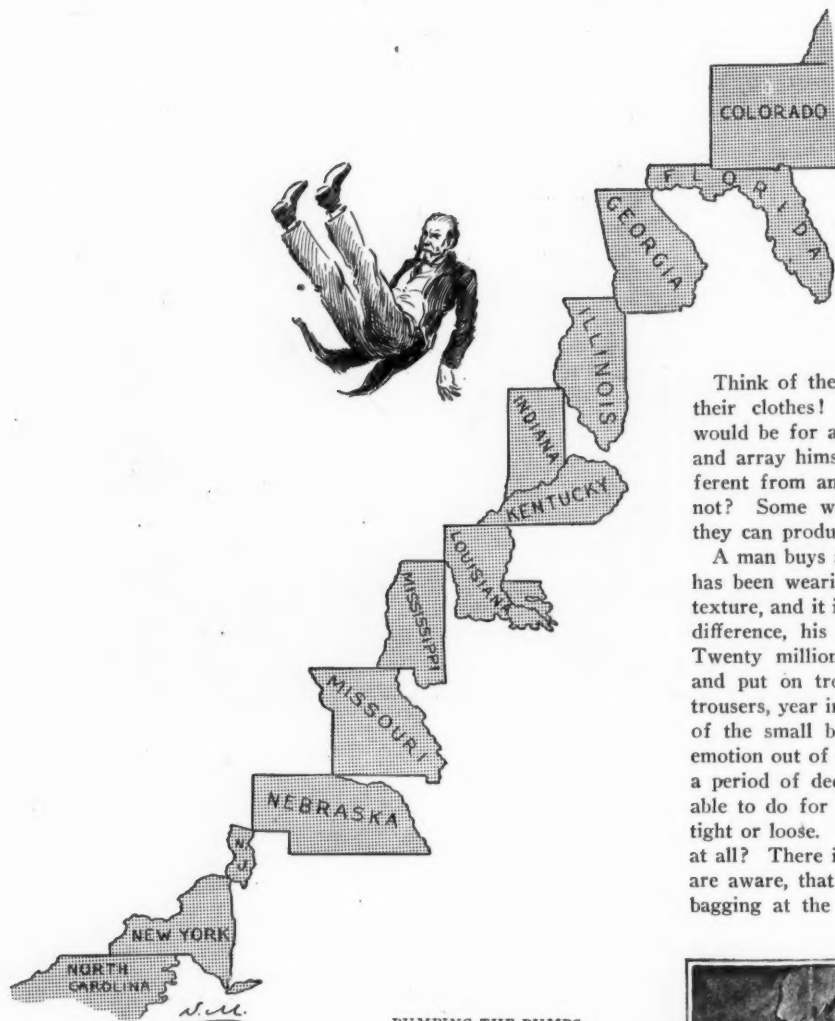 COLORADO
FLORIDA
GEORGIA
ILLINOIS
INDIANA
KENTUCKY
LOUISIANA
MISSISSIPPI
MISSOURI
NEBRASKA
N J
NEW YORK
NORTH
CAROLINA
THE
Think of the
their clothes!
would be for a
and array hims
ferent from an
not? Some w
they can produ
A man buys
has been weari
texture, and it i
difference, his
Twenty million
and put on tro
trousers, year in
of the small b
emotion out of
a period of dec
able to do for
tight or loose.
at all? There i
are aware, that
bagging at the